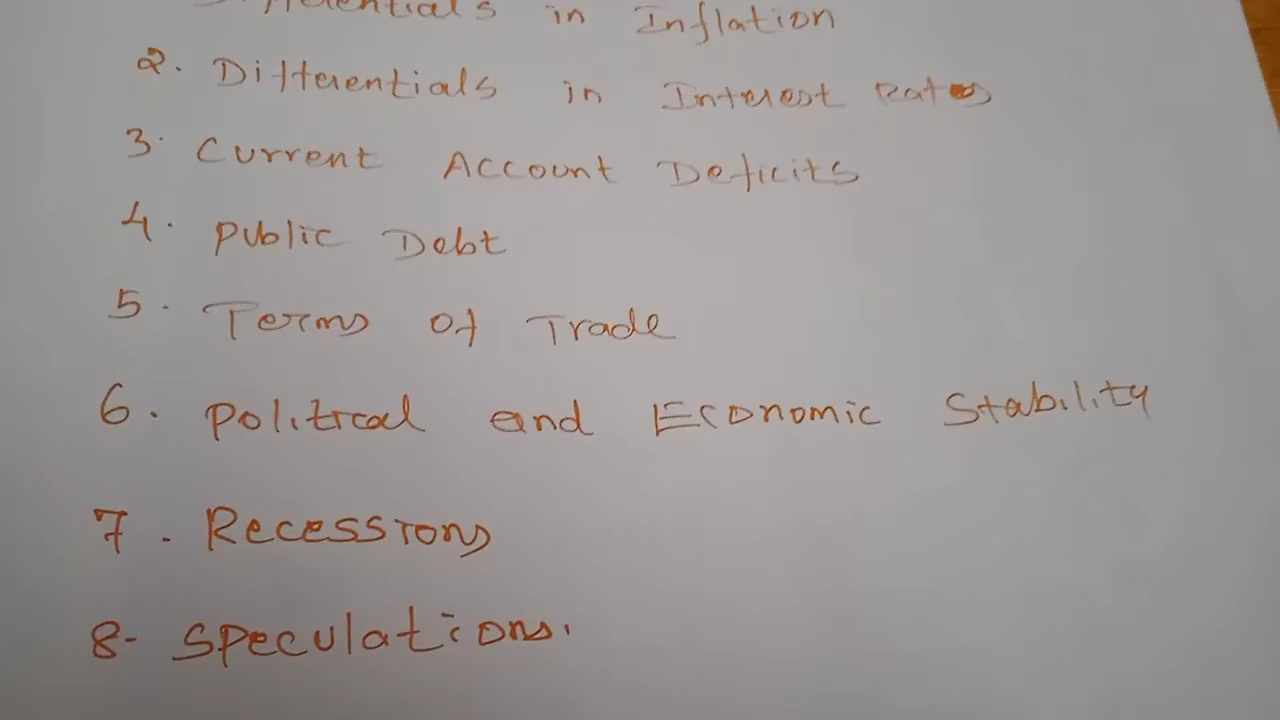 Differentials in Inflation
2. Differentials in Interest Rates
3. Current Account Deficits
4. Public Debt
5. Terms of Trade
6. Political and Economic Stability
7. Recessions
8- Speculations.